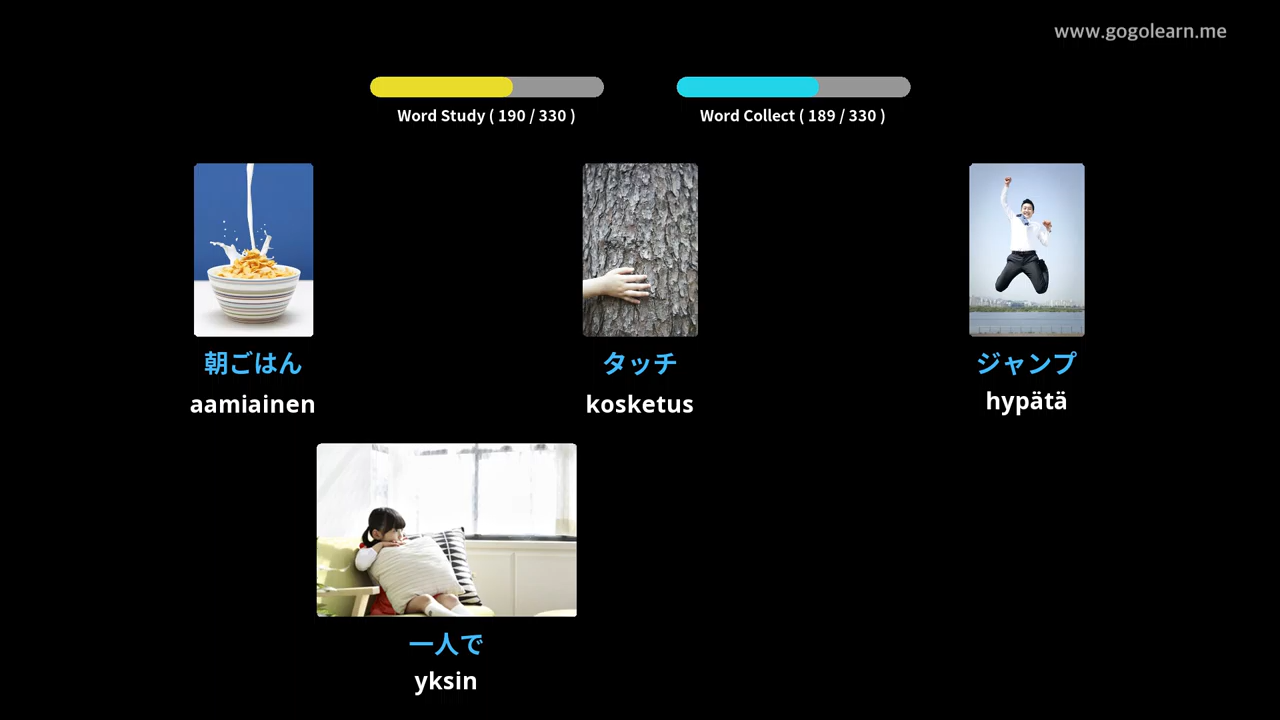 www.gogolearn.me
Word Study ( 190 / 330 )
Word Collect ( 189 / 330 )
朝ごはん
タッチ
ジャンプ
aamiainen
kosketus
hypätä
一人で
yksin